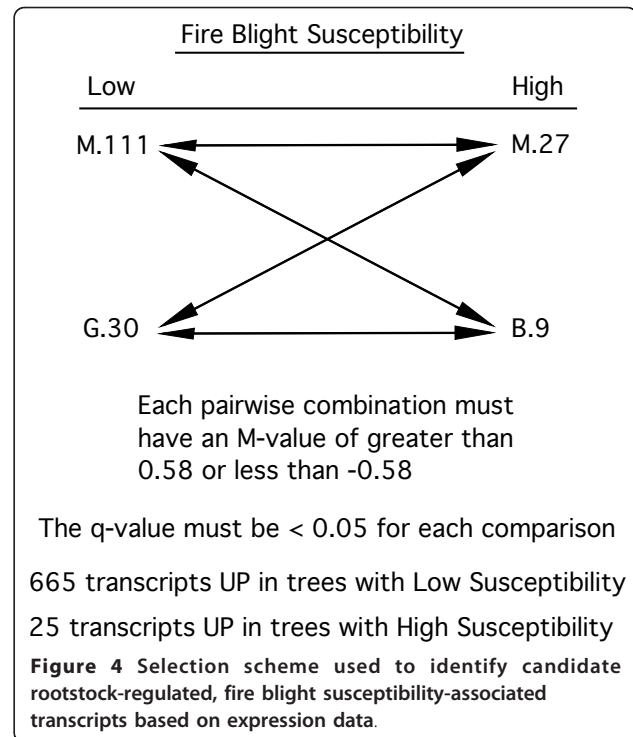 Fire Blight Susceptibility
Low High
M.111 M.27
G.30 B.9
Each pairwise combination must
have an M-value of greater than
0.58 or less than -0.58
The q-value must be < 0.05 for each comparison
665 transcripts UP in trees with Low Susceptibility
25 transcripts UP in trees with High Susceptibility
Figure 4 Selection scheme used to identify candidate
rootstock-regulated, fire blight susceptibility-associated
transcripts based on expression data.